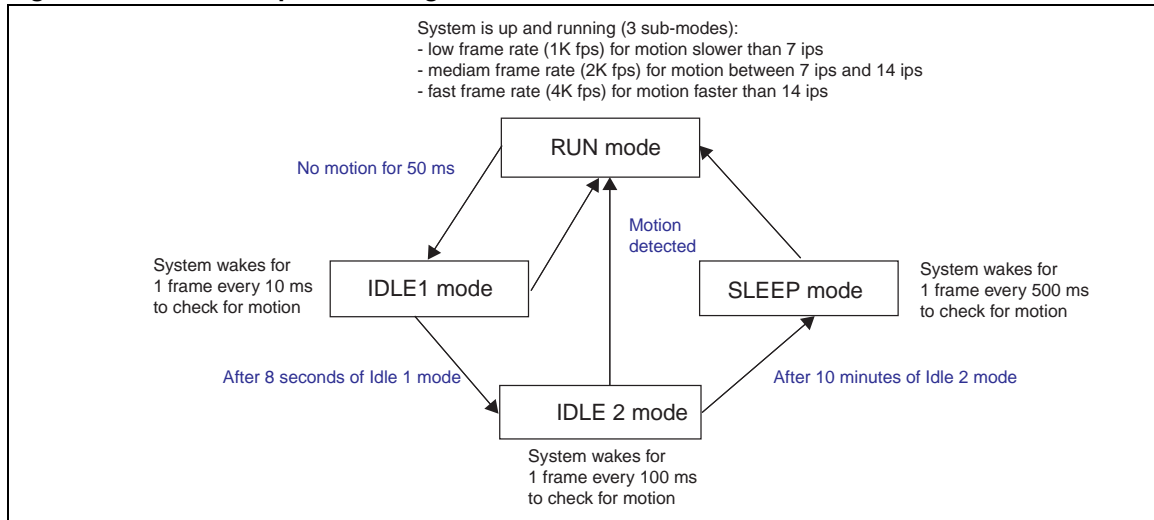 System is up and running (3 sub-modes):
- low frame rate (1K fps) for motion slower than 7 ips
- mediam frame rate (2K fps) for motion between 7 ips and 14 ips
- fast frame rate (4K fps) for motion faster than 14 ips
RUN mode
No motion for 50 ms
Motion
detected
System wakes for
1 frame every 10 ms
to check for motion
IDLE1 mode
SLEEP mode
System wakes for
1 frame every 500 ms
to check for motion
After 8 seconds of Idle 1 mode
After 10 minutes of Idle 2 mode
IDLE 2 mode
System wakes for
1 frame every 100 ms
to check for motion